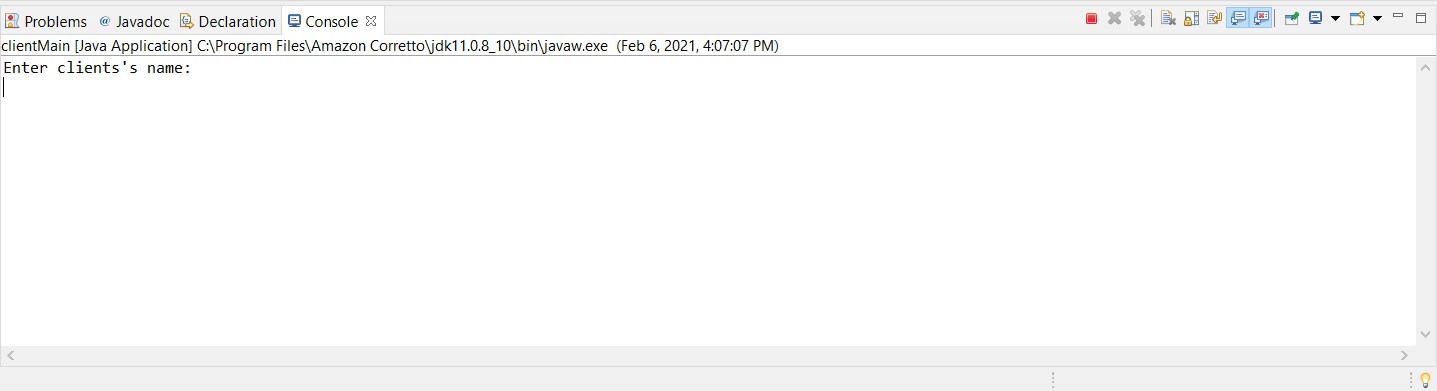 Problems @ Javadoc Declaration Console
clientMain [Java Application] C:\Program Files\Amazon Corretto\jdk11.0.8_10\bin\javaw.exe (Feb 6, 2021, 4:07:07 PM)
Enter clients's name: